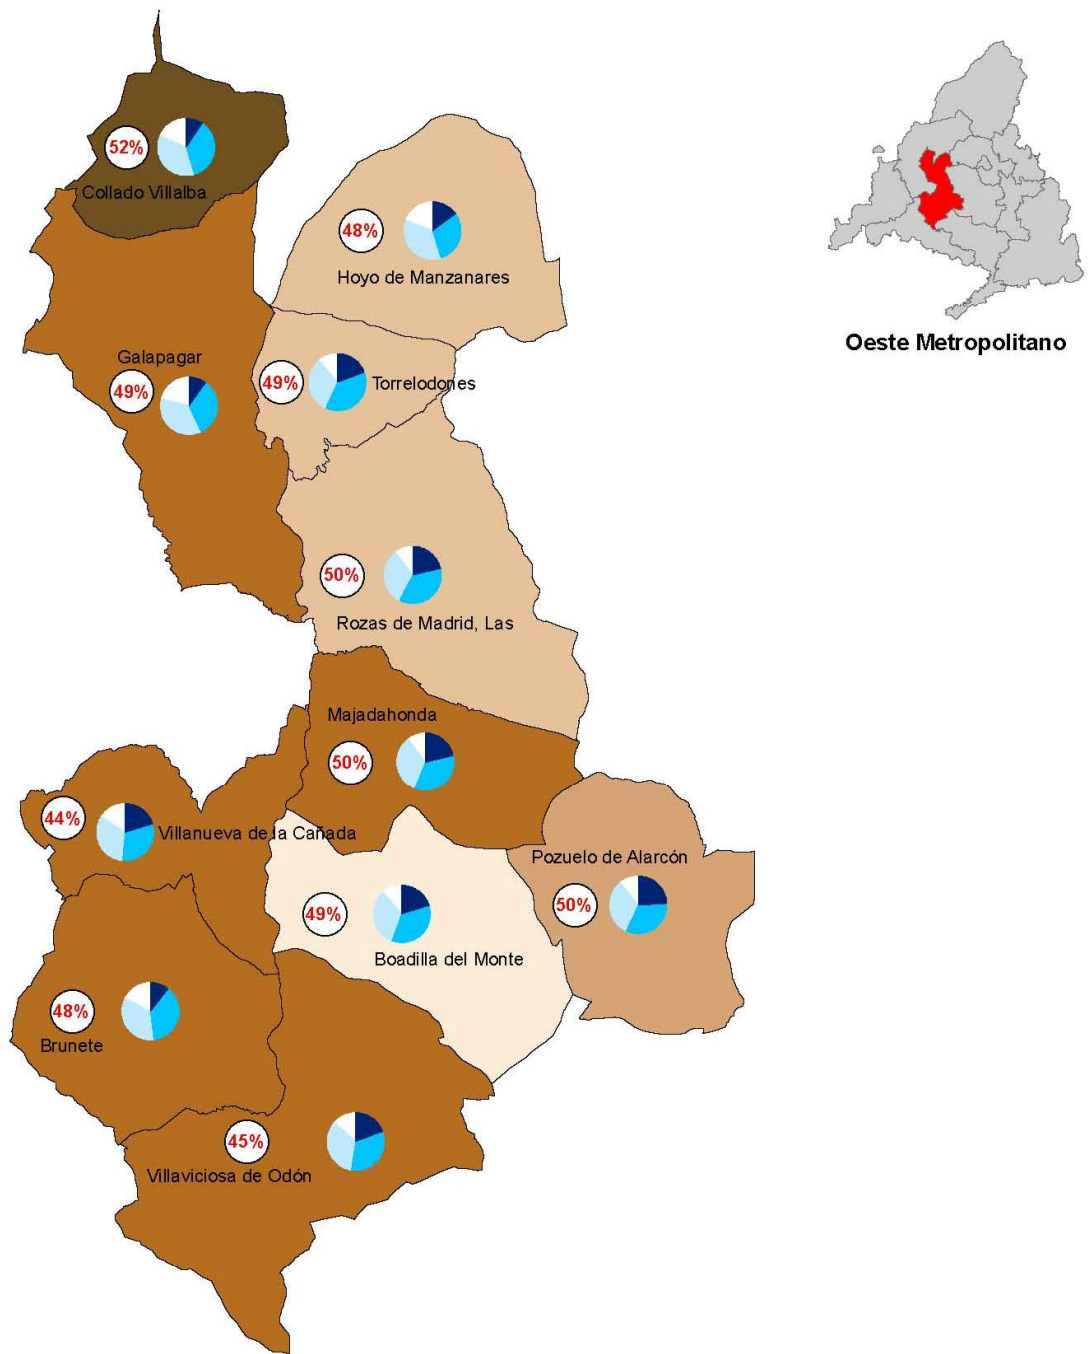 52%
Collado Villalba
48%
Hoyo de Manzanares
Oeste Metropolitano
Galapagar
49%
49%
Torrelodones
50%
Rozas de Madrid, Las
Majadahonda
50%
44%
Villanueva de la Cañada
Pozuelo de Alarcón
50%
49%
Boadilla del Monte
48%
Brunete
45%
Villaviciosa de Odón